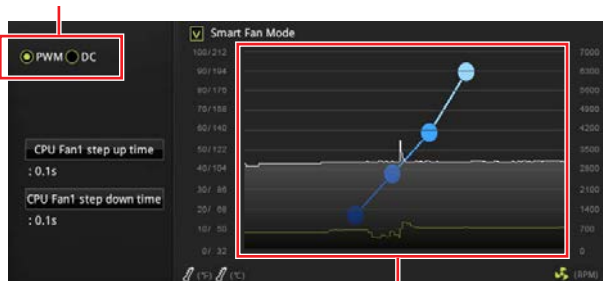 Smart Fan Mode
PWM DC
100/212 7000
90/194 6300
80/176 5600
70/158 4900
60/140 4200
50/122 3500
40/104 2800
30/ 86 2100
20/ 68 1400
10/ 50 700
0/ 32 0
CPU Fan1 step up time
: 0.1s
CPU Fan1 step down time
: 0.1s
(°F) (°C) (RPM)